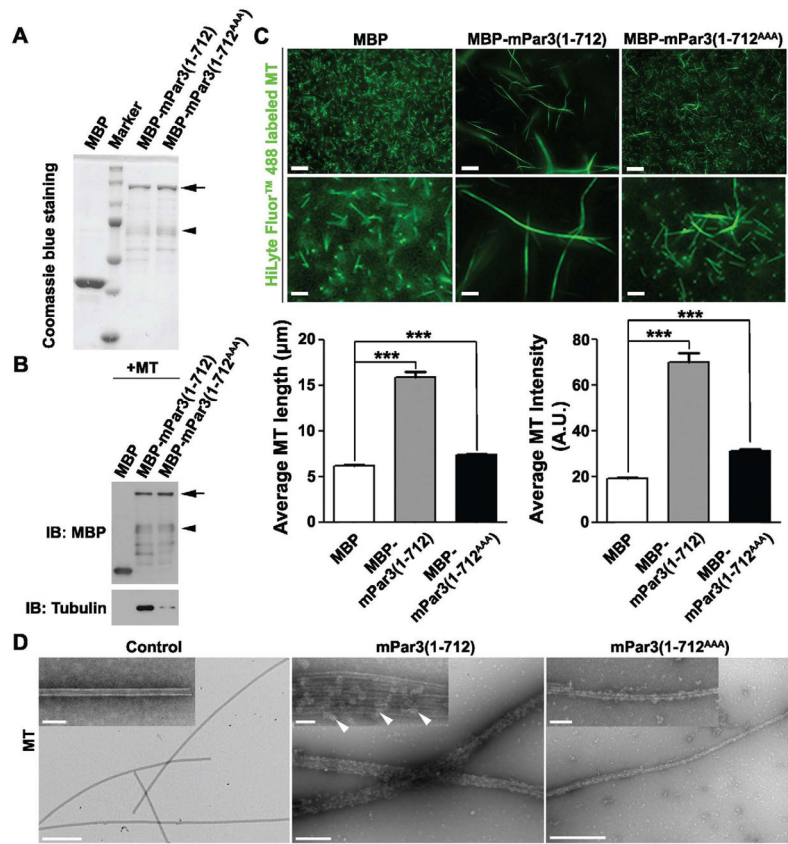 A
MBP
Marker
MBP-mPar3(1-712)
MBP-mPar3(1-712ᴬᴬᴬ)
Coomassie blue staining
B
+MT
MBP
MBP-mPar3(1-712)
MBP-mPar3(1-712ᴬᴬᴬ)
IB: MBP
IB: Tubulin
C
MBP
MBP-mPar3(1-712)
MBP-mPar3(1-712ᴬᴬᴬ)
HiLyte Fluor™ 488 labeled MT
Average MT length (μm)
20
15
10
5
0
***
***
MBP
MBP-
mPar3(1-712)
MBP-
mPar3(1-712ᴬᴬᴬ)
Average MT Intensity
(A.U.)
80
60
40
20
0
***
***
MBP
MBP-
mPar3(1-712)
MBP-
mPar3(1-712ᴬᴬᴬ)
D
Control
mPar3(1-712)
mPar3(1-712ᴬᴬᴬ)
MT